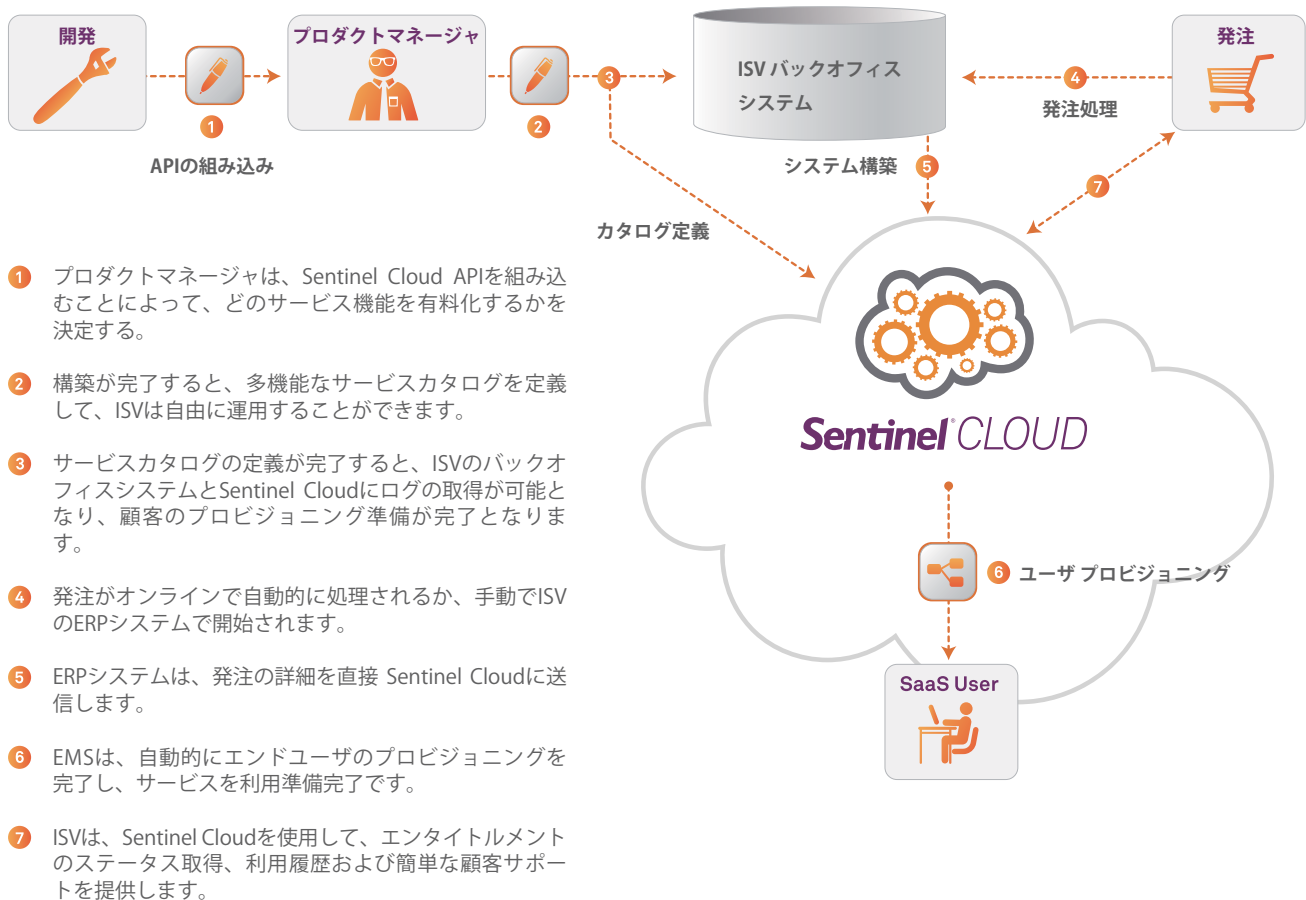 開発
プロダクトマネージャ
ISV バックオフィス
システム
発注
3
4
発注処理
1
2
APIの組み込み
システム構築
5
7
カタログ定義
1 プロダクトマネージャは、Sentinel Cloud APIを組み込
むことによって、どのサービス機能を有料化するかを
決定する。
2 構築が完了すると、多機能なサービスカタログを定義
して、ISVは自由に運用することができます。
3 サービスカタログの定義が完了すると、ISVのバックオ
フィスシステムとSentinel Cloudにログの取得が可能と
なり、顧客のプロビジョニング準備が完了となりま
す。
4 発注がオンラインで自動的に処理されるか、手動でISV
のERPシステムで開始されます。
5 ERPシステムは、発注の詳細を直接 Sentinel Cloudに送
信します。
6 EMSは、自動的にエンドユーザのプロビジョニングを
完了し、サービスを利用準備完了です。
7 ISVは、Sentinel Cloudを使用して、エンタイトルメント
のステータス取得、利用履歴および簡単な顧客サポー
トを提供します。
Sentinel® CLOUD
6 ユーザ プロビジョニング
SaaS User